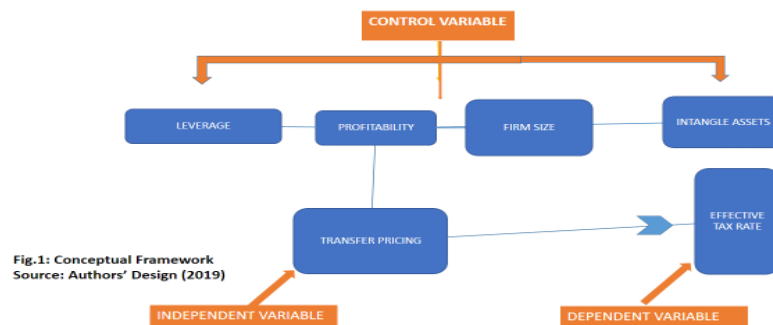 CONTROL VARIABLE
LEVERAGE
PROFITABILITY
FIRM SIZE
INTANGLE ASSETS
TRANSFER PRICING
EFFECTIVE
TAX RATE
Fig.1: Conceptual Framework
Source: Authors' Design (2019)
INDEPENDENT VARIABLE
DEPENDENT VARIABLE